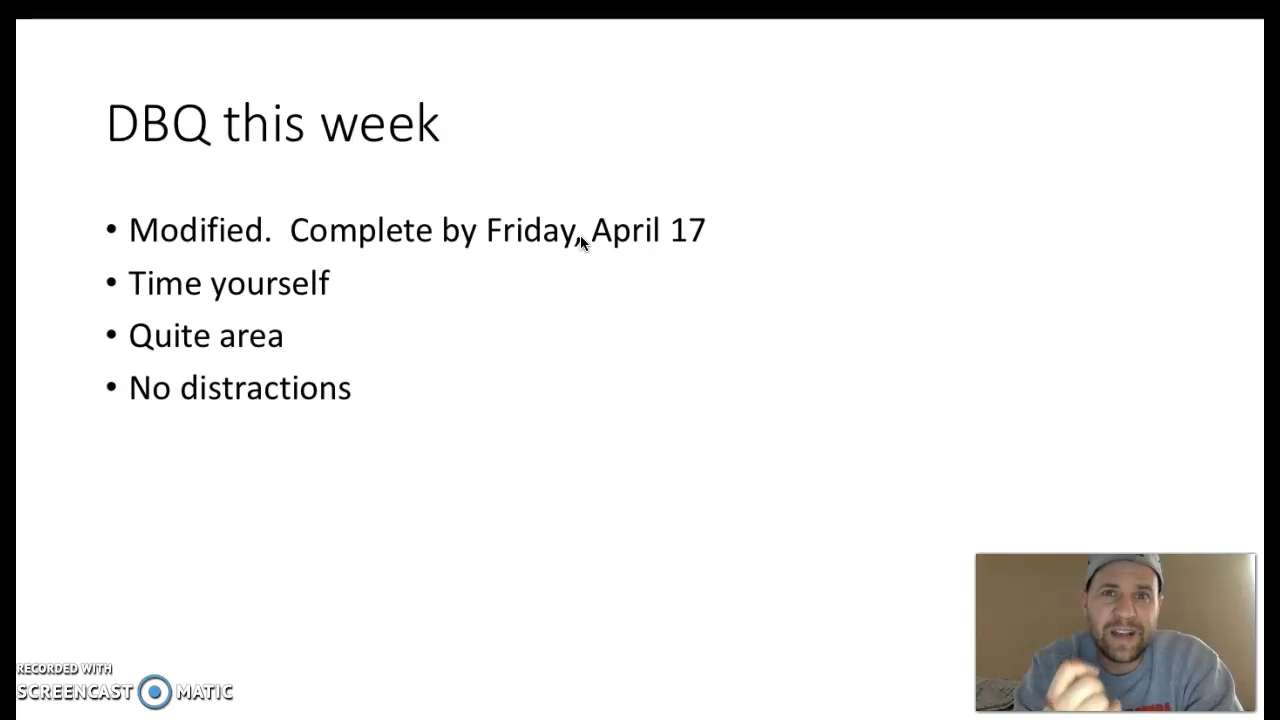 DBQ this week
• Modified.  Complete by Friday, April 17
• Time yourself
• Quite area
• No distractions
RECORDED WITH
SCREENCAST MATIC